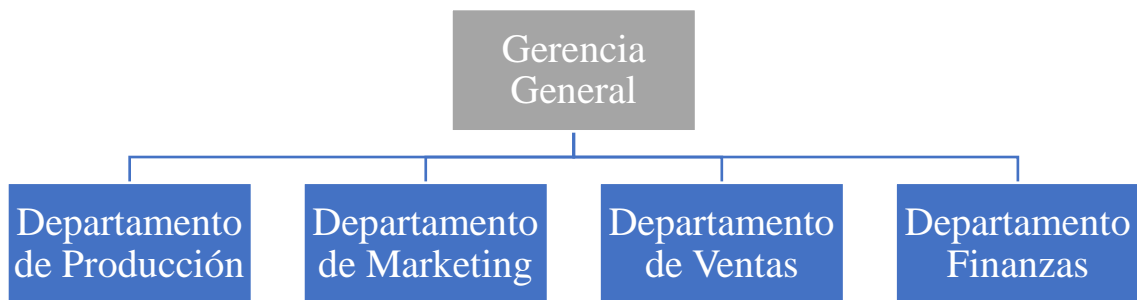 Gerencia
General
Departamento
de Producción
Departamento
de Marketing
Departamento
de Ventas
Departamento
Finanzas